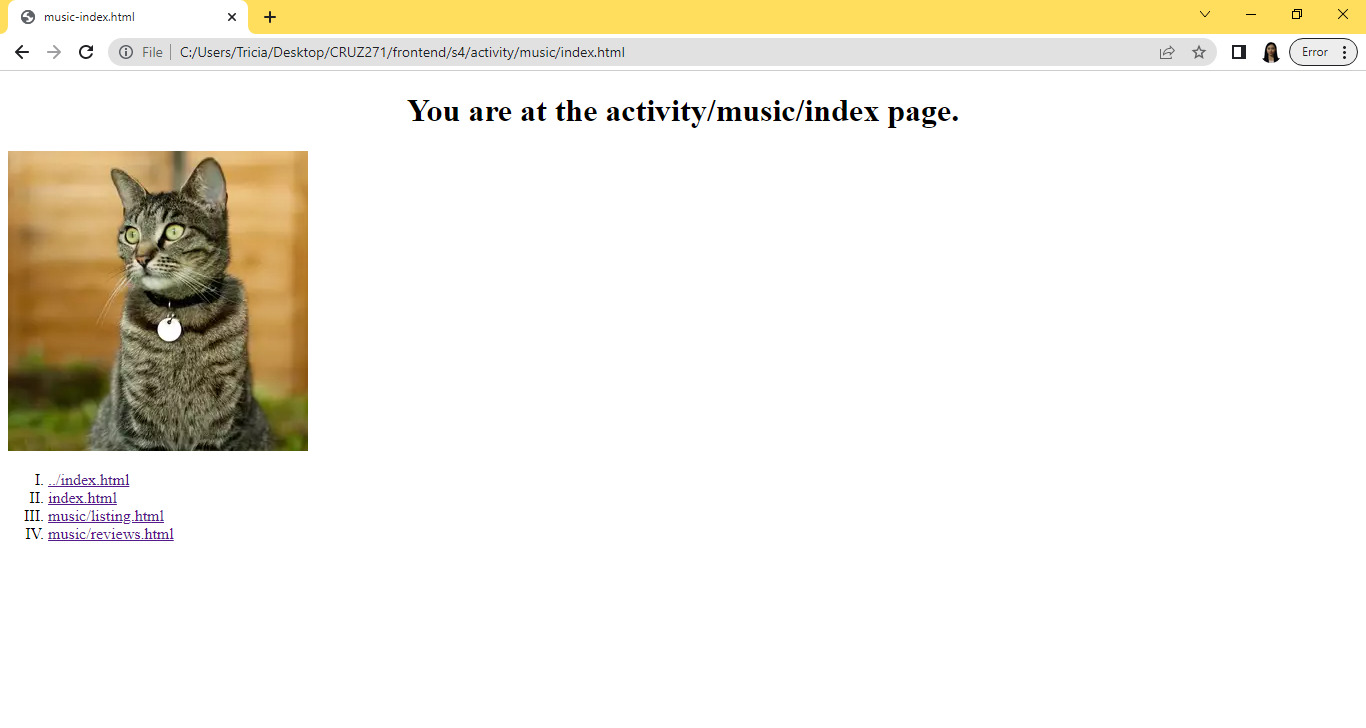 music-index.html
File
C:/Users/Tricia/Desktop/CRUZ271/frontend/s4/activity/music/index.html
Error
You are at the activity/music/index page.
I. ../index.html
II. index.html
III. music/listing.html
IV. music/reviews.html